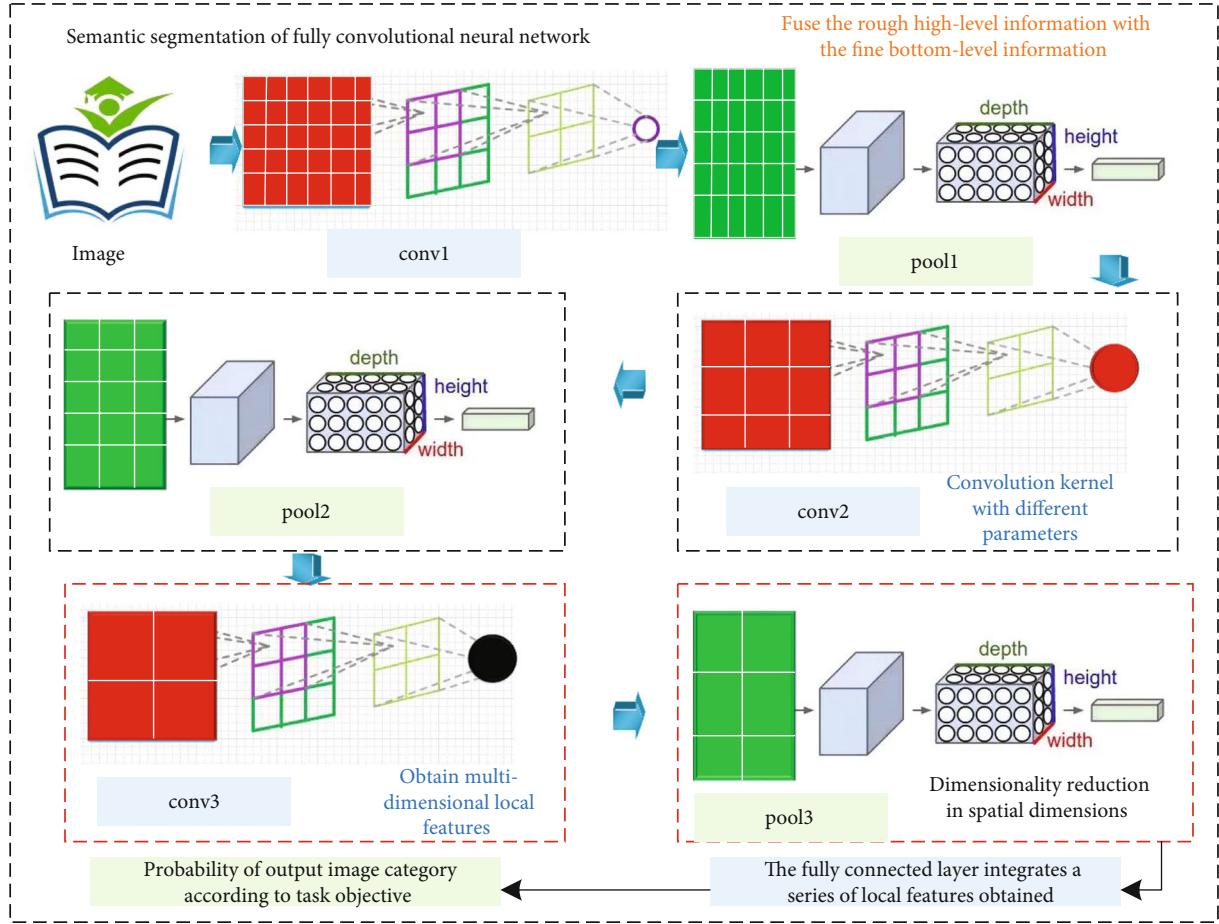 Semantic segmentation of fully convolutional neural network
Fuse the rough high-level information with
the fine bottom-level information
Image
conv1
depth
height
width
pool1
depth
height
width
pool2
conv2
Convolution kernel
with different
parameters
conv3
Obtain multi-
dimensional local
features
depth
height
width
pool3
Dimensionality reduction
in spatial dimensions
Probability of output image category
according to task objective
The fully connected layer integrates a
series of local features obtained